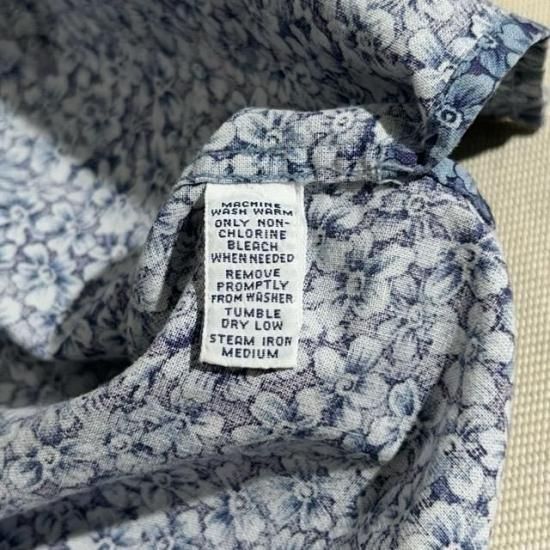 MACHINE
WASH WARM
ONLY NON-
CHLORINE
BLEACH
WHEN NEEDED
REMOVE
PROMPTLY
FROM WASHER
TUMBLE
DRY LOW
STEAM IRON
MEDIUM